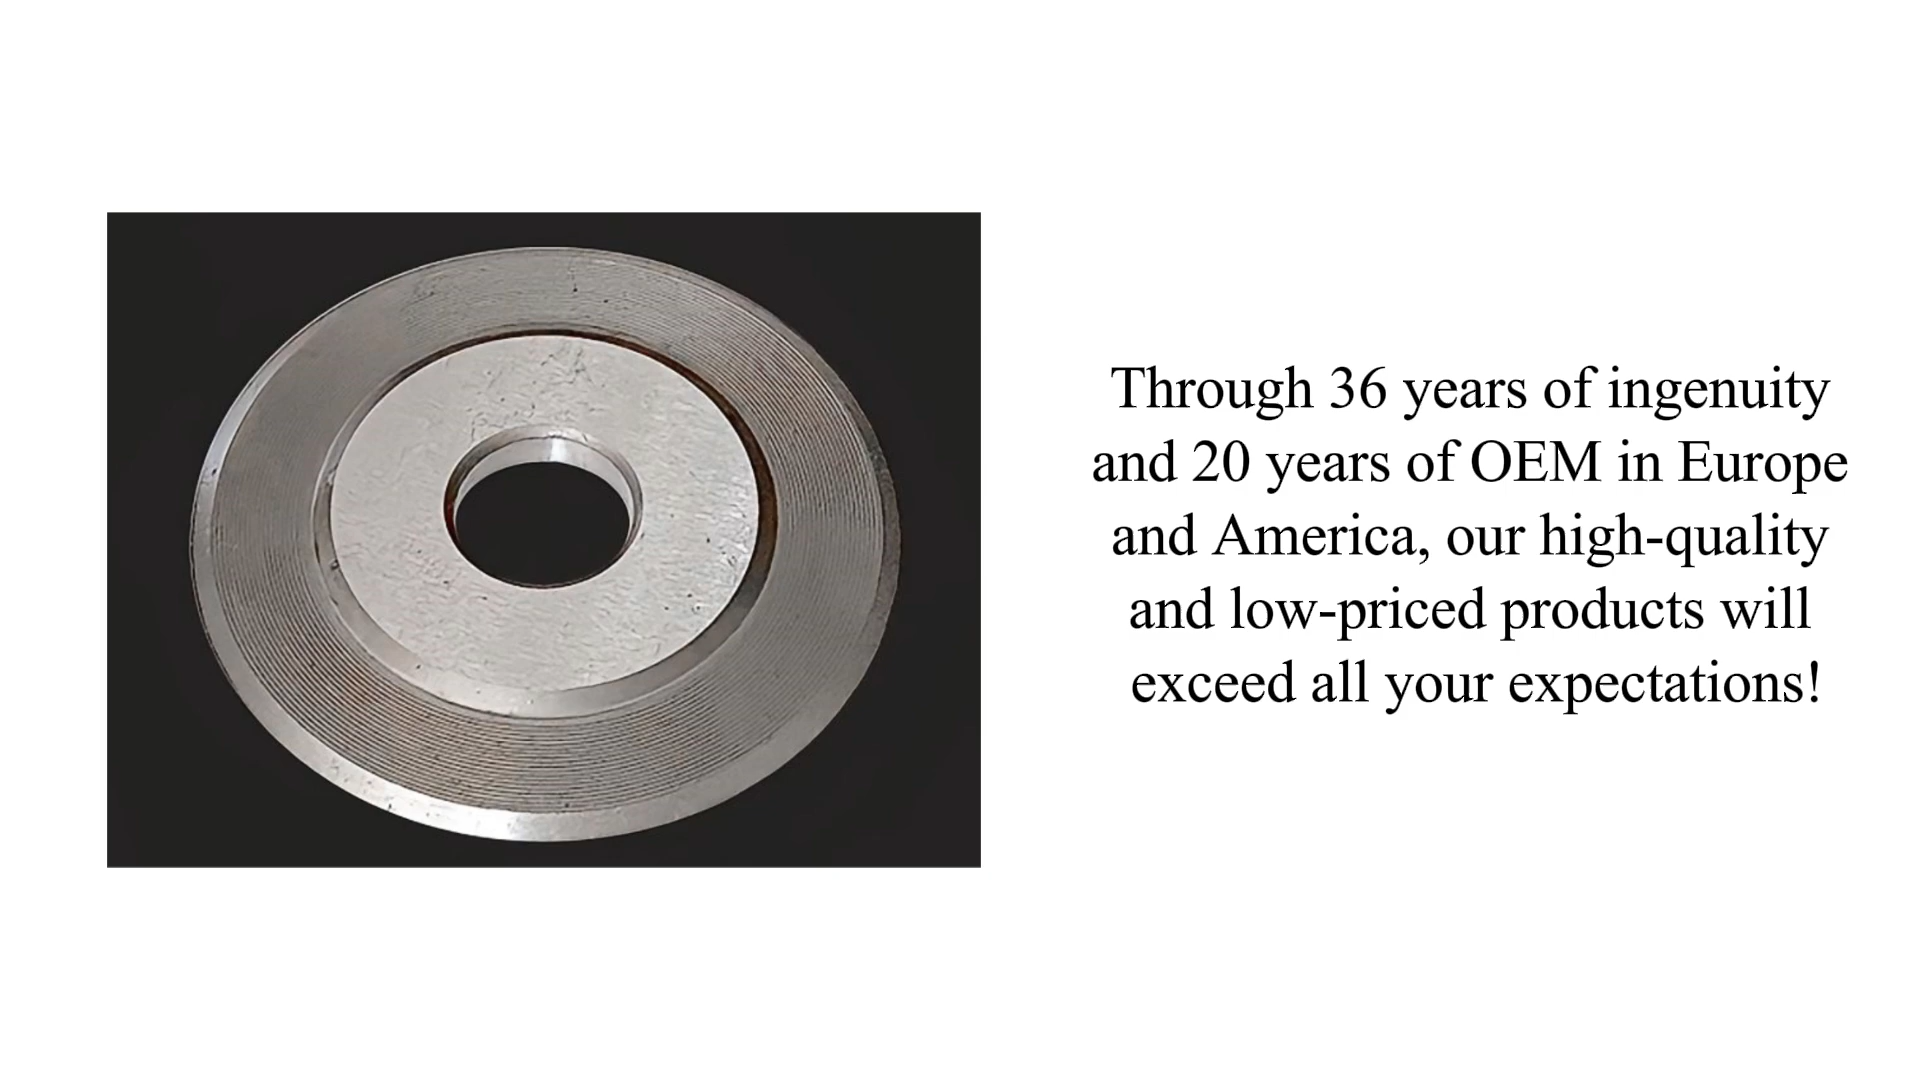 Through 36 years of ingenuity
and 20 years of OEM in Europe
and America, our high-quality
and low-priced products will
exceed all your expectations!